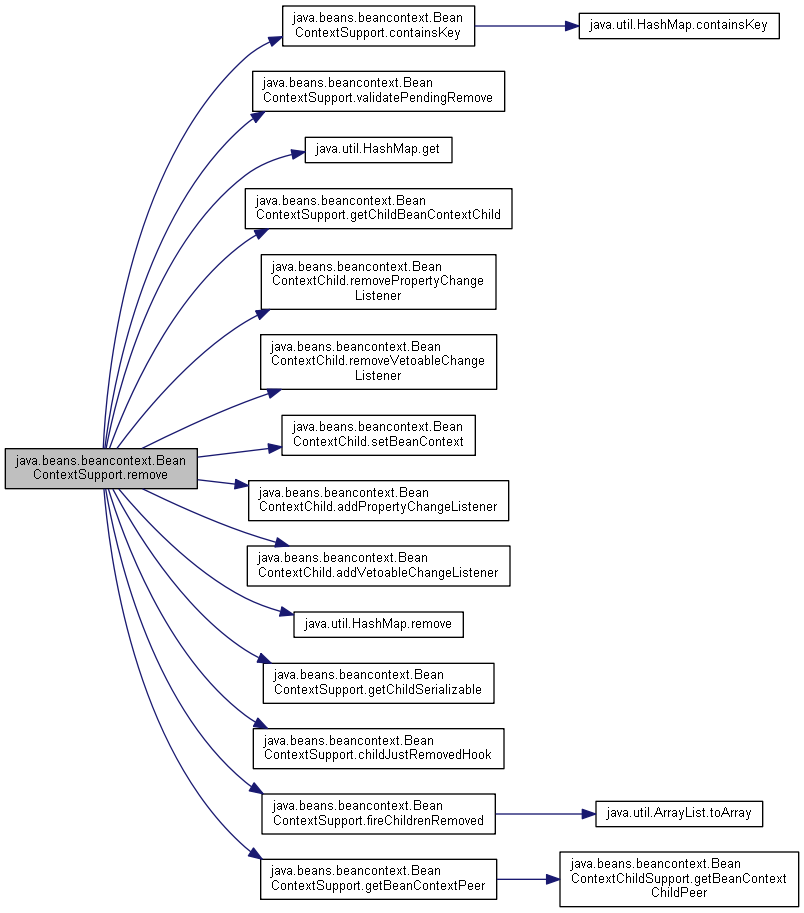 java.beans.beancontext.Bean
ContextSupport.remove
java.beans.beancontext.Bean
ContextSupport.containsKey
java.util.HashMap.containsKey
java.beans.beancontext.Bean
ContextSupport.validatePendingRemove
java.util.HashMap.get
java.beans.beancontext.Bean
ContextSupport.getChildBeanContextChild
java.beans.beancontext.Bean
ContextChild.removePropertyChange
Listener
java.beans.beancontext.Bean
ContextChild.removeVetoableChange
Listener
java.beans.beancontext.Bean
ContextChild.setBeanContext
java.beans.beancontext.Bean
ContextChild.addPropertyChangeListener
java.beans.beancontext.Bean
ContextChild.addVetoableChangeListener
java.util.HashMap.remove
java.beans.beancontext.Bean
ContextSupport.getChildSerializable
java.beans.beancontext.Bean
ContextSupport.childJustRemovedHook
java.beans.beancontext.Bean
ContextSupport.fireChildrenRemoved
java.util.ArrayList.toArray
java.beans.beancontext.Bean
ContextSupport.getBeanContextPeer
java.beans.beancontext.Bean
ContextChildSupport.getBeanContext
ChildPeer